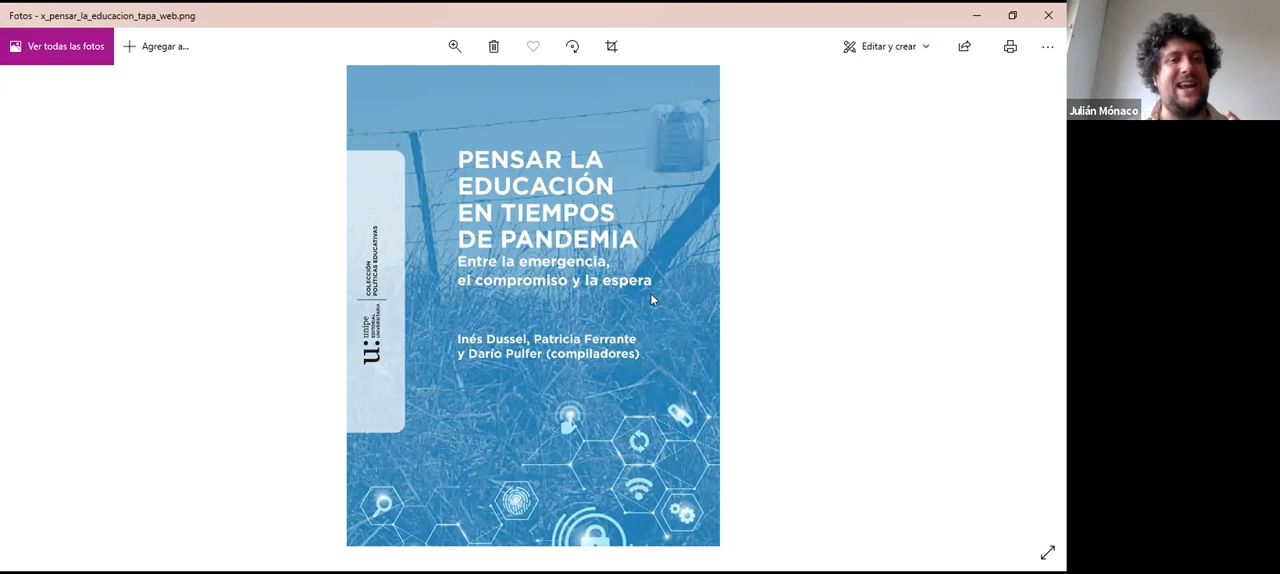 Fotos - x_pensar_la_educacion_tapa_web.png
Ver todas las fotos
Agregar a...
Editar y crear
Julián Mónaco
PENSAR LA
EDUCACIÓN
EN TIEMPOS
DE PANDEMIA
Entre la emergencia,
el compromiso y la espera
Inés Dussel, Patricia Ferrante
y Darío Pulfer (compiladores)
COLECCIÓN
POLÍTICAS EDUCATIVAS
u: unipe
EDITORIAL
UNIVERSITARIA